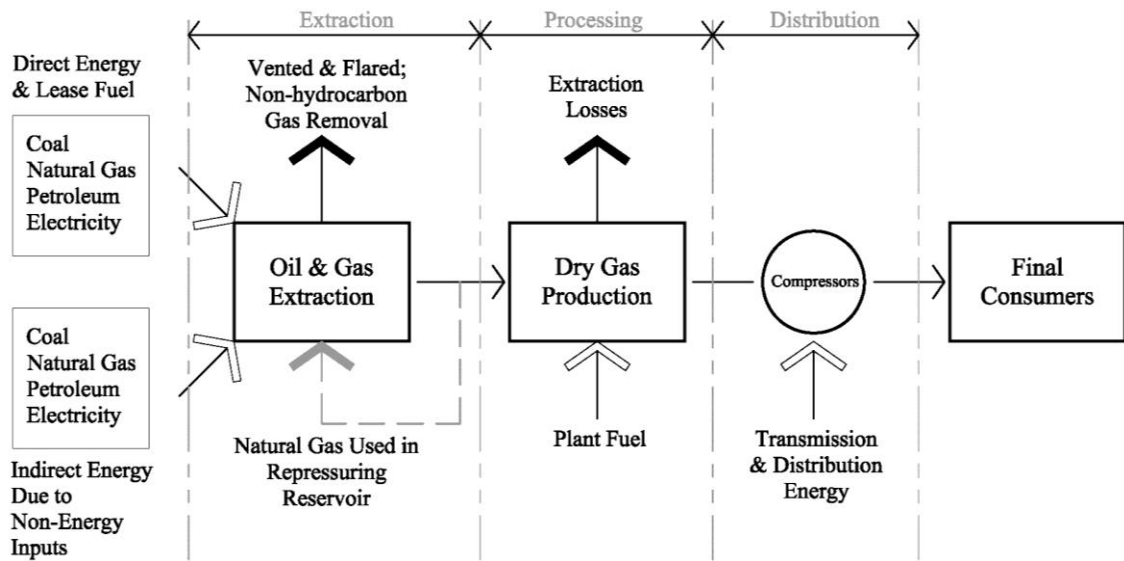 Extraction
Processing
Distribution
Direct Energy
& Lease Fuel
Coal
Natural Gas
Petroleum
Electricity
Vented & Flared;
Non-hydrocarbon
Gas Removal
Extraction
Losses
Oil & Gas
Extraction
Dry Gas
Production
Compressors
Final
Consumers
Coal
Natural Gas
Petroleum
Electricity
Indirect Energy
Due to
Non-Energy
Inputs
Natural Gas Used in
Repressuring
Reservoir
Plant Fuel
Transmission
& Distribution
Energy